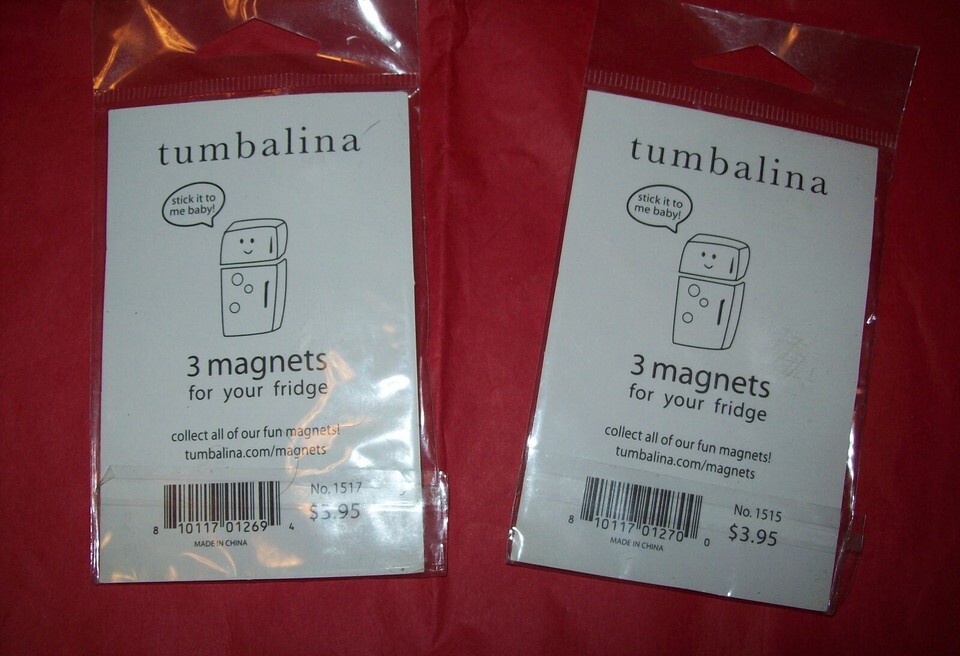 tumbalina
stick it to
me baby!
3 magnets
for your fridge
collect all of our fun magnets!
tumbalina.com/magnets
No. 1517
$3.95
8 10117 01269 4
MADE IN CHINA
tumbalina
stick it to
me baby!
3 magnets
for your fridge
collect all of our fun magnets!
tumbalina.com/magnets
No. 1515
$3.95
8 10117 01270 0
MADE IN CHINA